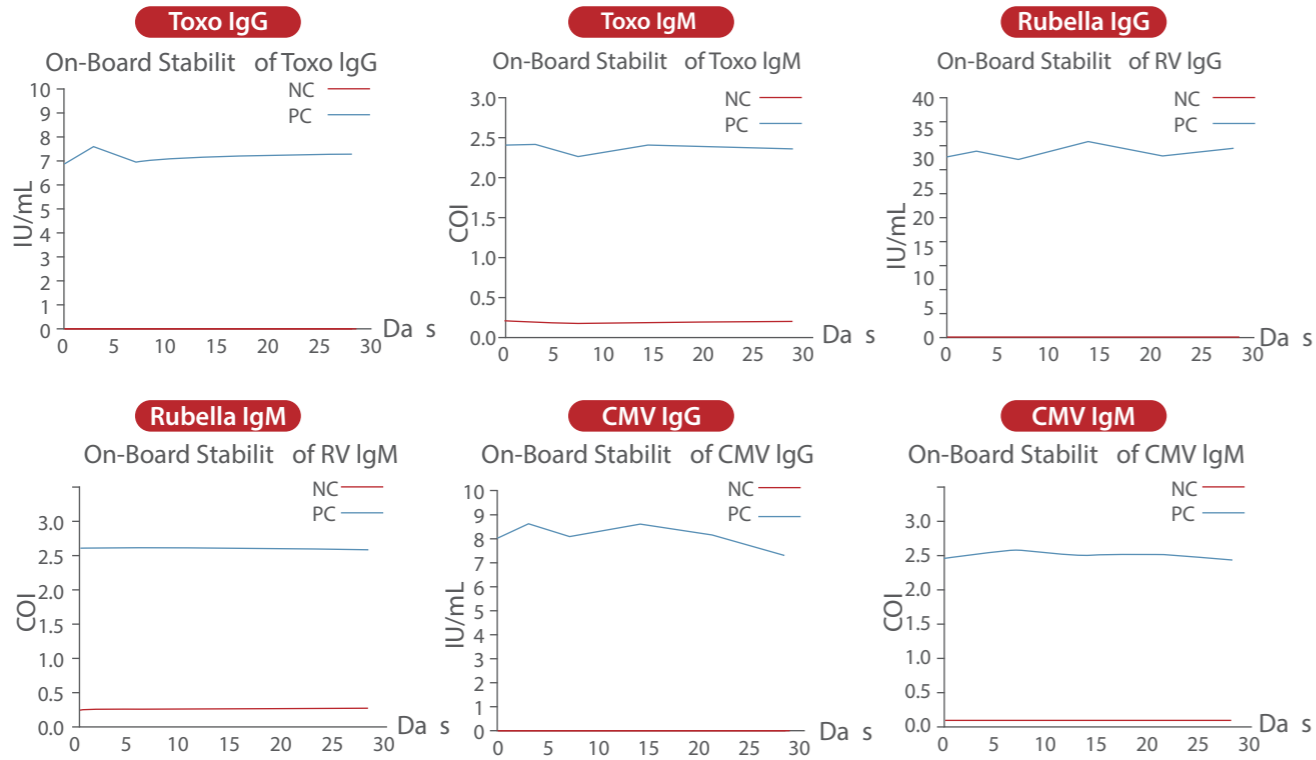 Toxo IgG
On-Board Stabilit of Toxo IgG
NC
PC
10
9
8
7
6
5
4
3
2
1
0
IU/mL
0 5 10 15 20 25 30
Da s
Toxo IgM
On-Board Stabilit of Toxo IgM
NC
PC
3.0
2.5
2.0
1.5
1.0
0.5
0.0
COI
0 5 10 15 20 25 30
Da s
Rubella IgG
On-Board Stabilit of RV IgG
NC
PC
40
35
30
35
20
35
30
5
0
IU/mL
0 5 10 15 20 25 30
Da s
Rubella IgM
On-Board Stabilit of RV IgM
NC
PC
3.0
2.5
2.0
1.5
1.0
0.5
0.0
COI
0 5 10 15 20 25 30
Da s
CMV IgG
On-Board Stabilit of CMV IgG
NC
PC
10
9
8
7
6
5
4
3
2
1
0
IU/mL
0 5 10 15 20 25 30
Da s
CMV IgM
On-Board Stabilit of CMV IgM
NC
PC
3.0
2.5
2.0
1.5
1.0
0.5
0.0
COI
0 5 10 15 20 25 30
Da s